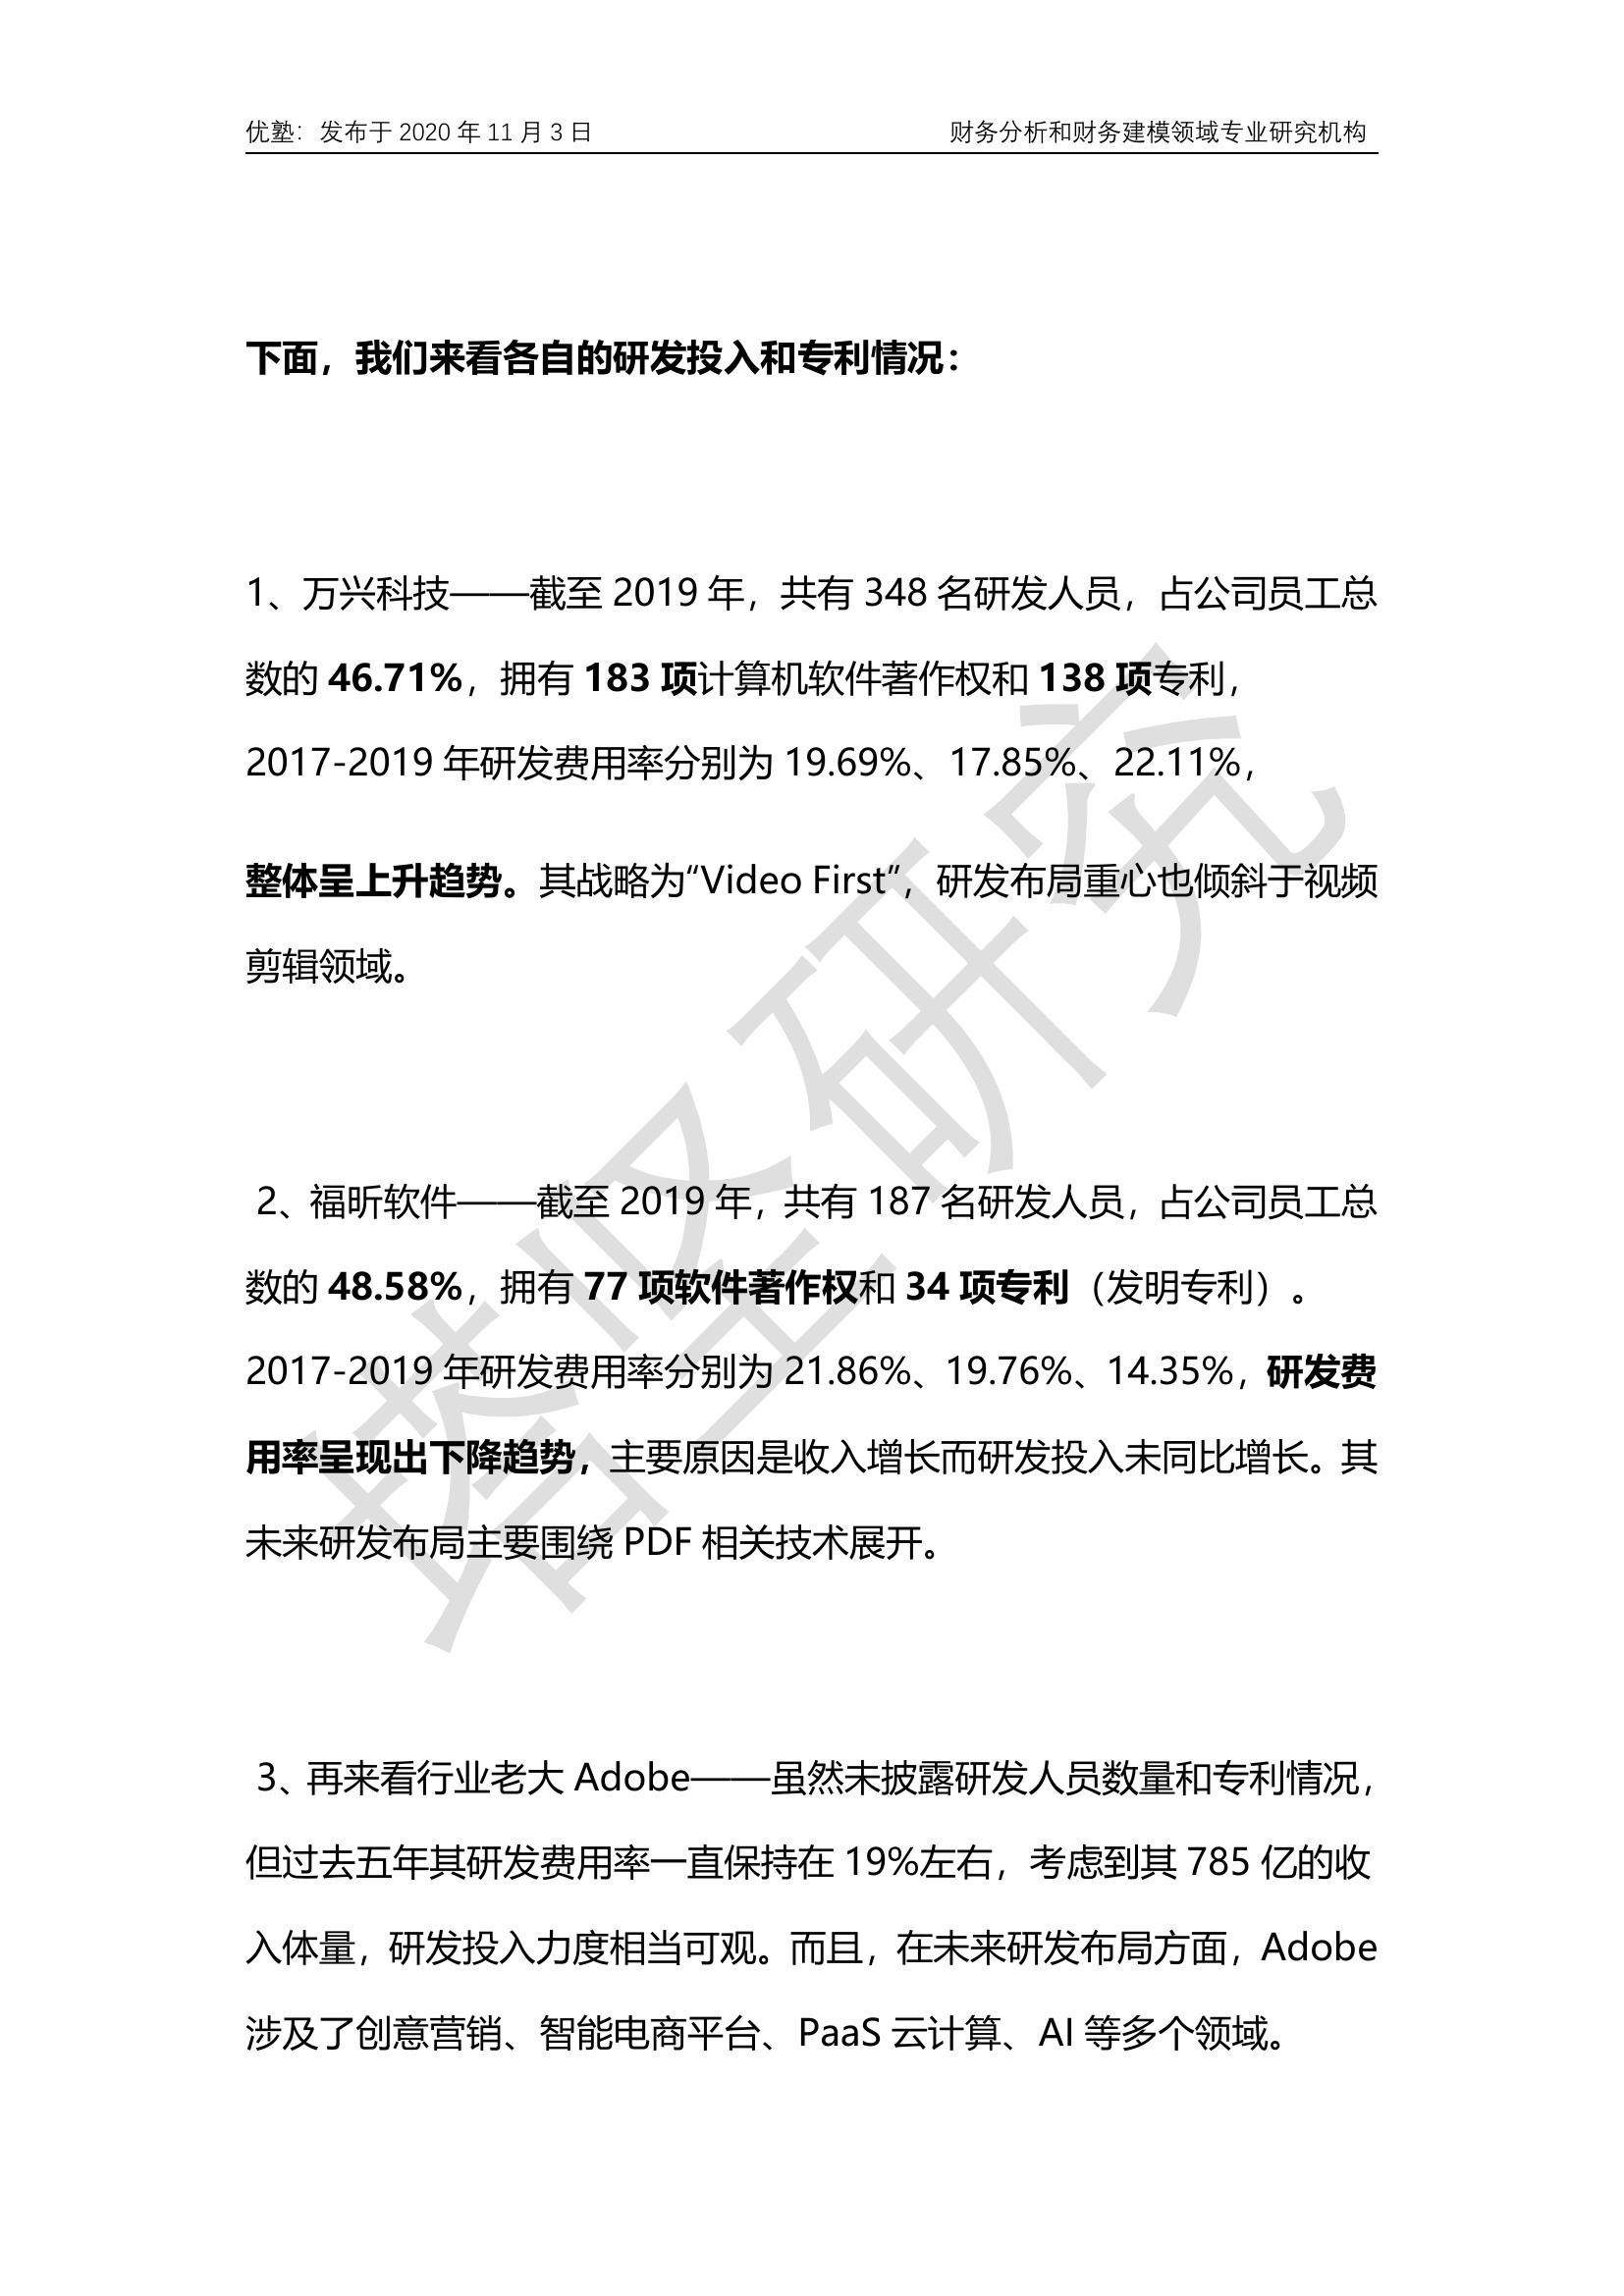 优塾：发布于 2020 年 11 月 3 日 财务分析和财务建模领域专业研究机构
下面，我们来看各自的研发投入和专利情况：
1、万兴科技——截至 2019 年，共有 348 名研发人员，占公司员工总
数的 46.71%，拥有 183 项计算机软件著作权和 138 项专利，
2017-2019 年研发费用率分别为 19.69%、17.85%、22.11%，
整体呈上升趋势。其战略为“Video First”，研发布局重心也倾斜于视频
剪辑领域。
2、福昕软件——截至 2019 年，共有 187 名研发人员，占公司员工总
数的 48.58%，拥有 77 项软件著作权和 34 项专利（发明专利）。
2017-2019 年研发费用率分别为 21.86%、19.76%、14.35%，研发费
用率呈现出下降趋势，主要原因是收入增长而研发投入未同比增长。其
未来研发布局主要围绕 PDF 相关技术展开。
3、再来看行业老大 Adobe——虽然未披露研发人员数量和专利情况，
但过去五年其研发费用率一直保持在 19%左右，考虑到其 785 亿的收
入体量，研发投入力度相当可观。而且，在未来研发布局方面，Adobe
涉及了创意营销、智能电商平台、PaaS 云计算、AI 等多个领域。
塔坚研究